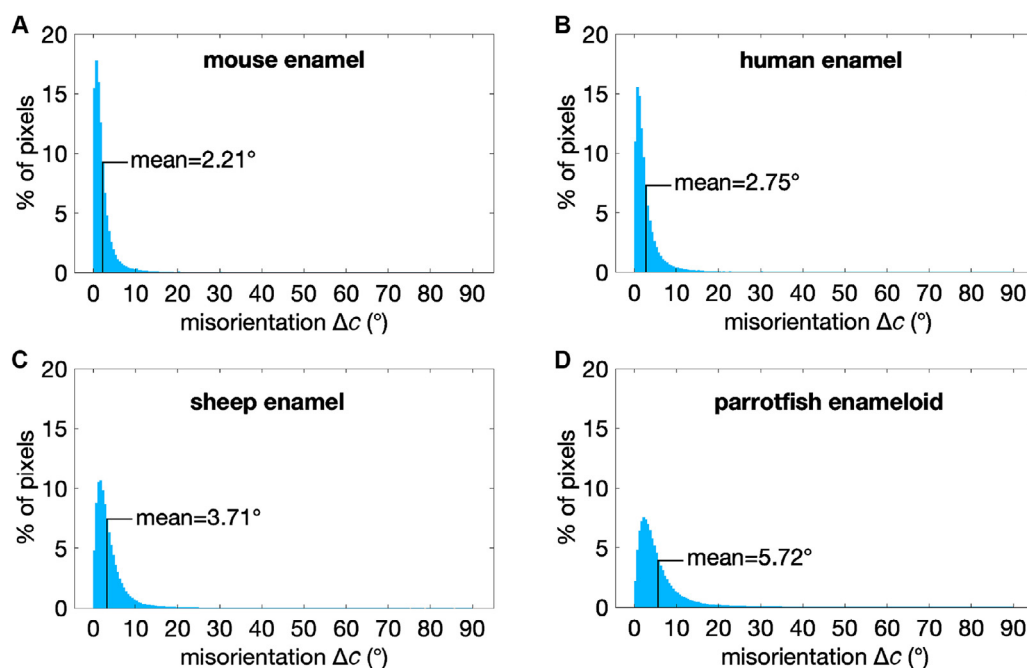 A
mouse enamel
% of pixels
20
15
10
5
0
mean=2.21°
0 10 20 30 40 50 60 70 80 90
misorientation Δc (°)
B
human enamel
% of pixels
20
15
10
5
0
mean=2.75°
0 10 20 30 40 50 60 70 80 90
misorientation Δc (°)
C
sheep enamel
% of pixels
20
15
10
5
0
mean=3.71°
0 10 20 30 40 50 60 70 80 90
misorientation Δc (°)
D
parrotfish enameloid
% of pixels
20
15
10
5
0
mean=5.72°
0 10 20 30 40 50 60 70 80 90
misorientation Δc (°)